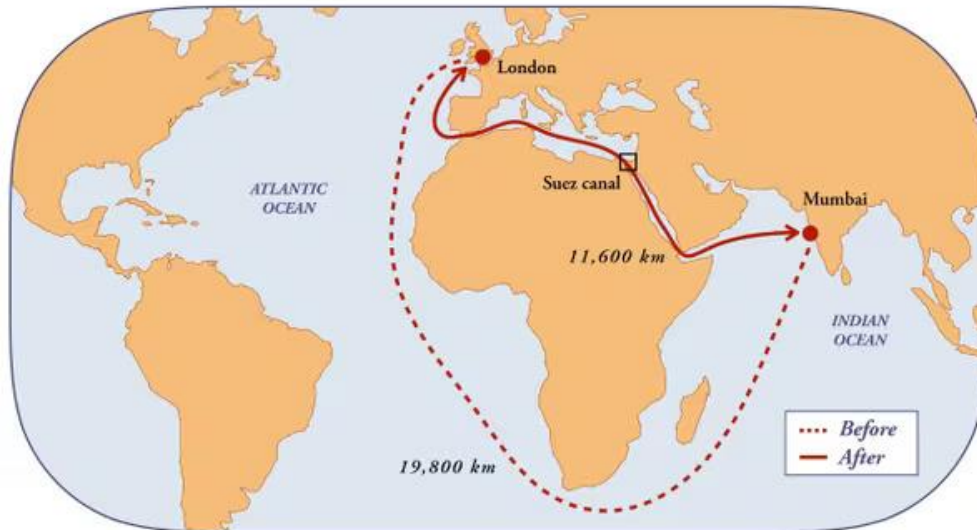 London
ATLANTIC
OCEAN
Suez canal
Mumbai
11,600 km
INDIAN
OCEAN
19,800 km
Before
After